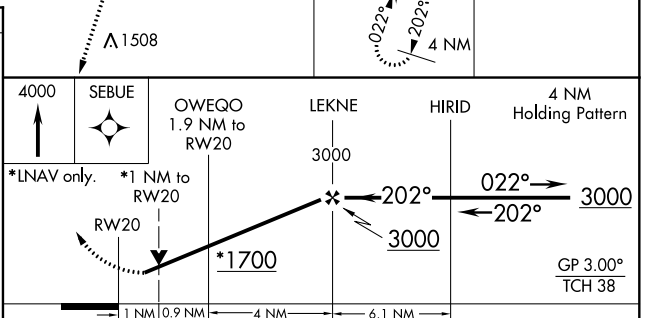 1508
022°
202°
4 NM
4000
SEBUE
OWEQO
1.9 NM to
RW20
LEKNE
HIRID
4 NM
Holding Pattern
3000
*LNAV only.
*1 NM to
RW20
RW20
202°
022°
202°
3000
3000
*1700
GP 3.00°
TCH 38
1 NM
0.9 NM
4 NM
6.1 NM